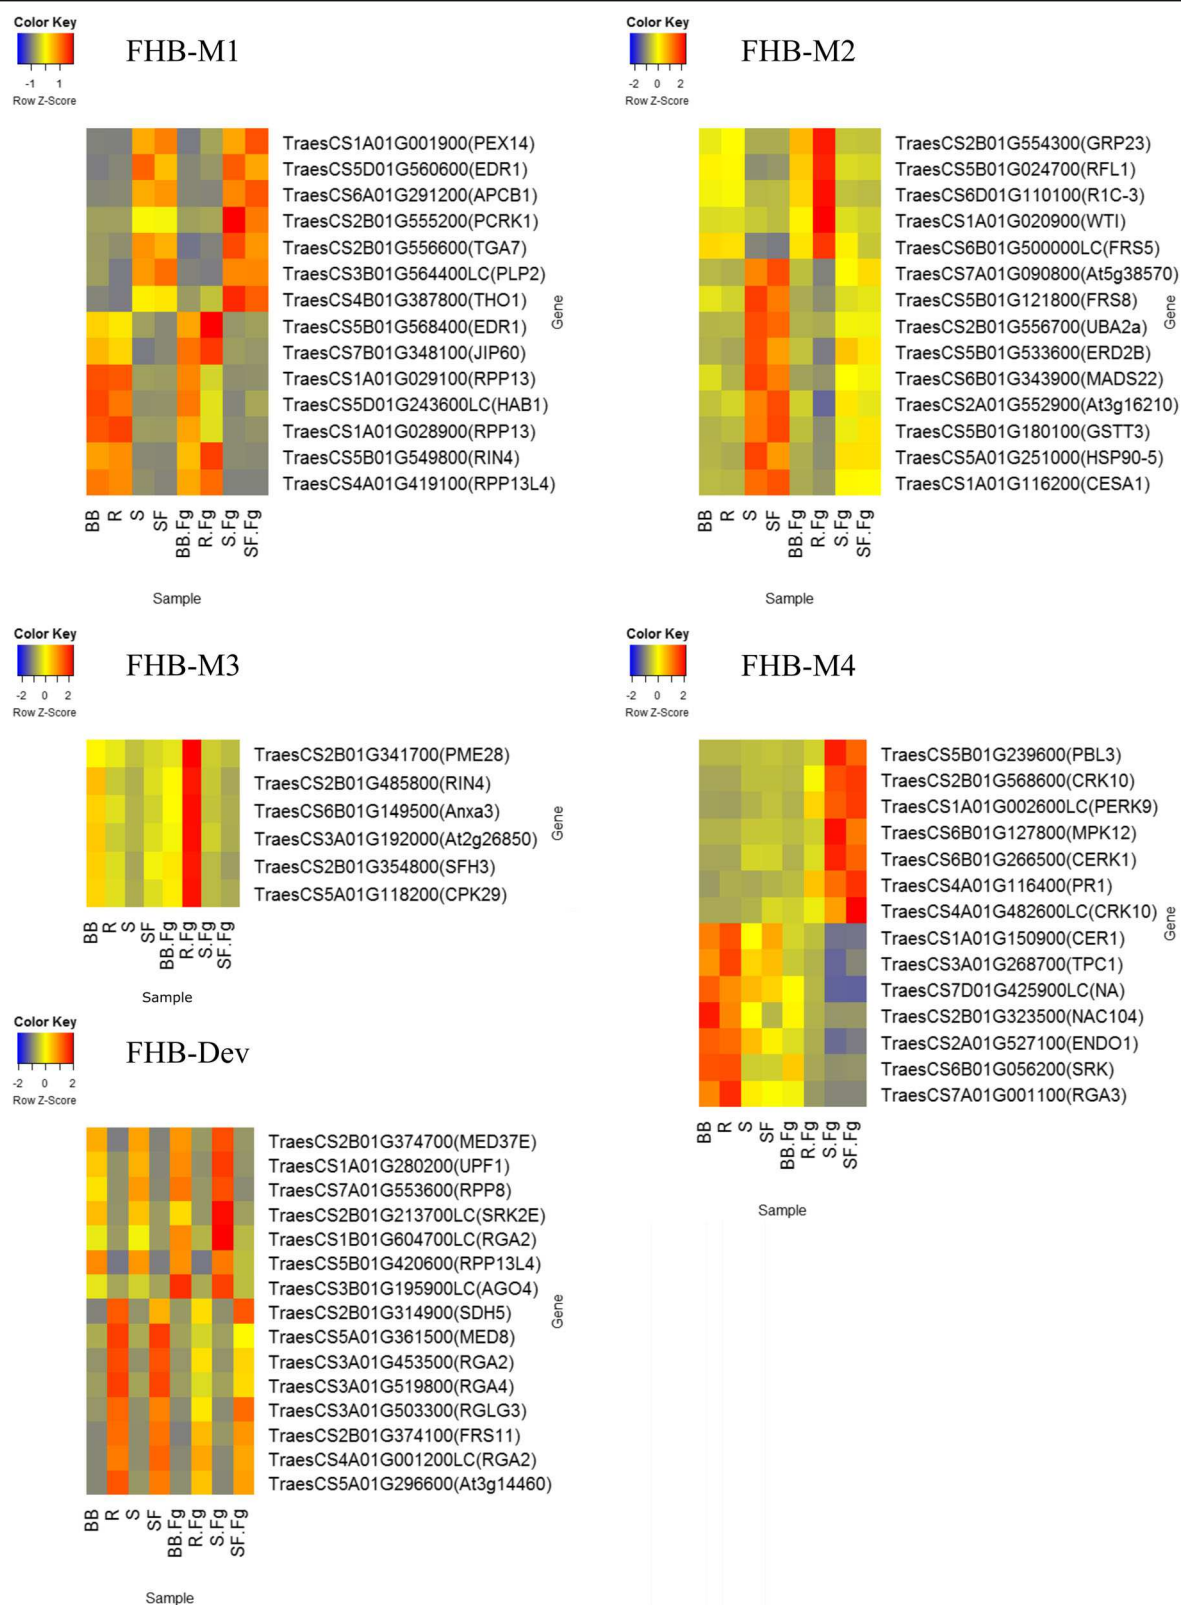 Color Key
FHB-M1
-1 1
Row Z-Score
TraesCS1A01G001900(PEX14)
TraesCS5D01G560600(EDR1)
TraesCS6A01G291200(APCB1)
TraesCS2B01G555200(PCRK1)
TraesCS2B01G556600(TGA7)
TraesCS3B01G564400LC(PLP2)
TraesCS4B01G387800(THO1)
TraesCS5B01G568400(EDR1)
TraesCS7B01G348100(JIP60)
TraesCS1A01G029100(RPP13)
TraesCS5D01G243600LC(HAB1)
TraesCS1A01G028900(RPP13)
TraesCS5B01G549800(RIN4)
TraesCS4A01G419100(RPP13L4)
Gene
BB R S SF BB.Fg R.Fg S.Fg SF.Fg
Sample
Color Key
FHB-M2
-2 0 2
Row Z-Score
TraesCS2B01G554300(GRP23)
TraesCS5B01G024700(RFL1)
TraesCS6D01G110100(R1C-3)
TraesCS1A01G020900(WTI)
TraesCS6B01G500000LC(FRS5)
TraesCS7A01G090800(At5g38570)
TraesCS5B01G121800(FRS8)
TraesCS2B01G556700(UBA2a)
TraesCS5B01G533600(ERD2B)
TraesCS6B01G343900(MADS22)
TraesCS2A01G552900(At3g16210)
TraesCS5B01G180100(GSTT3)
TraesCS5A01G251000(HSP90-5)
TraesCS1A01G116200(CESA1)
Gene
BB R S SF BB.Fg R.Fg S.Fg SF.Fg
Sample
Color Key
FHB-M3
-2 0 2
Row Z-Score
TraesCS2B01G341700(PME28)
TraesCS2B01G485800(RIN4)
TraesCS6B01G149500(Anxa3)
TraesCS3A01G192000(At2g26850)
TraesCS2B01G354800(SFH3)
TraesCS5A01G118200(CPK29)
Gene
BB R S SF BB.Fg R.Fg S.Fg SF.Fg
Sample
Color Key
FHB-M4
-2 0 2
Row Z-Score
TraesCS5B01G239600(PBL3)
TraesCS2B01G568600(CRK10)
TraesCS1A01G002600LC(PERK9)
TraesCS6B01G127800(MPK12)
TraesCS6B01G266500(CERK1)
TraesCS4A01G116400(PR1)
TraesCS4A01G482600LC(CRK10)
TraesCS1A01G150900(CER1)
TraesCS3A01G268700(TPC1)
TraesCS7D01G425900LC(NA)
TraesCS2B01G323500(NAC104)
TraesCS2A01G527100(ENDO1)
TraesCS6B01G056200(SRK)
TraesCS7A01G001100(RGA3)
Gene
BB R S SF BB.Fg R.Fg S.Fg SF.Fg
Sample
Color Key
FHB-Dev
-2 0 2
Row Z-Score
TraesCS2B01G374700(MED37E)
TraesCS1A01G280200(UPF1)
TraesCS7A01G553600(RPP8)
TraesCS2B01G213700LC(SRK2E)
TraesCS1B01G604700LC(RGA2)
TraesCS5B01G420600(RPP13L4)
TraesCS3B01G195900LC(AGO4)
TraesCS2B01G314900(SDH5)
TraesCS5A01G361500(MED8)
TraesCS3A01G453500(RGA2)
TraesCS3A01G519800(RGA4)
TraesCS3A01G503300(RGLG3)
TraesCS2B01G374100(FRS11)
TraesCS4A01G001200LC(RGA2)
TraesCS5A01G296600(At3g14460)
Gene
BB R S SF BB.Fg R.Fg S.Fg SF.Fg
Sample